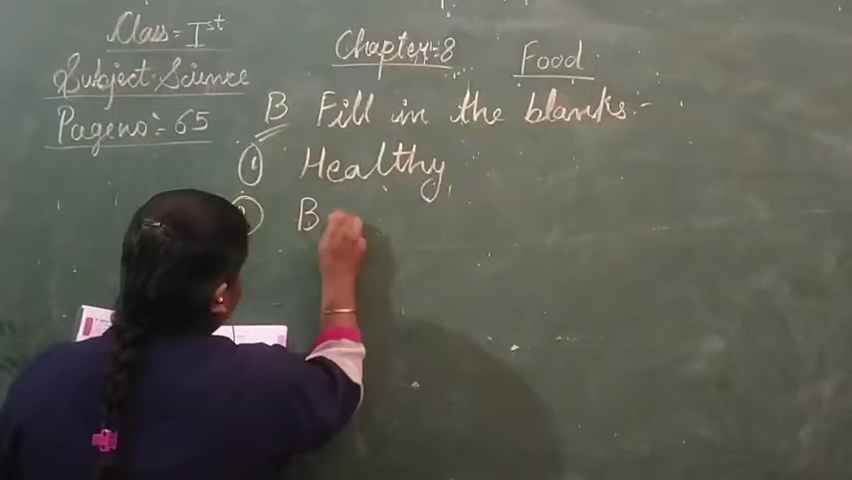 Class = Ist
Subject: Science
Pageno:- 65
Chapter:-8 Food
B Fill in the blanks:-
① Healthy
② B